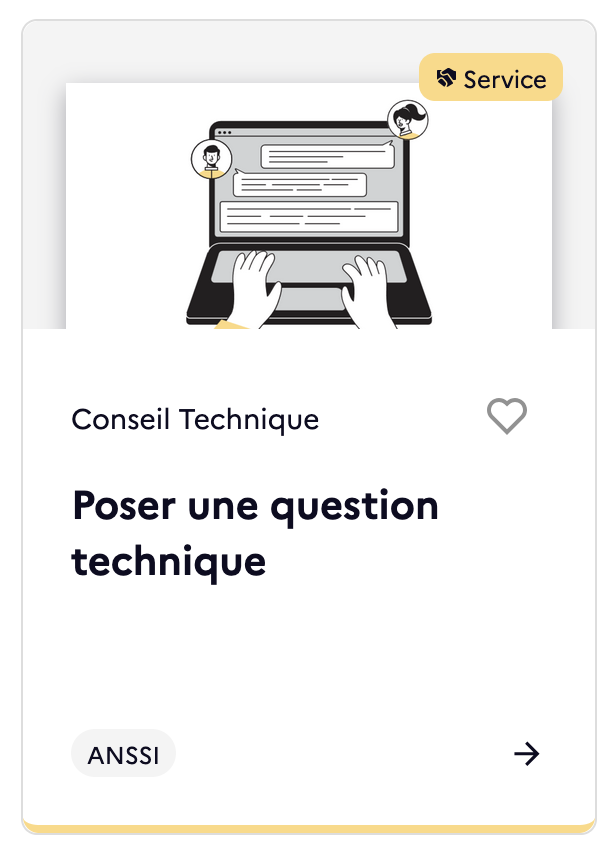 Service
Conseil Technique
Poser une question
technique
ANSSI